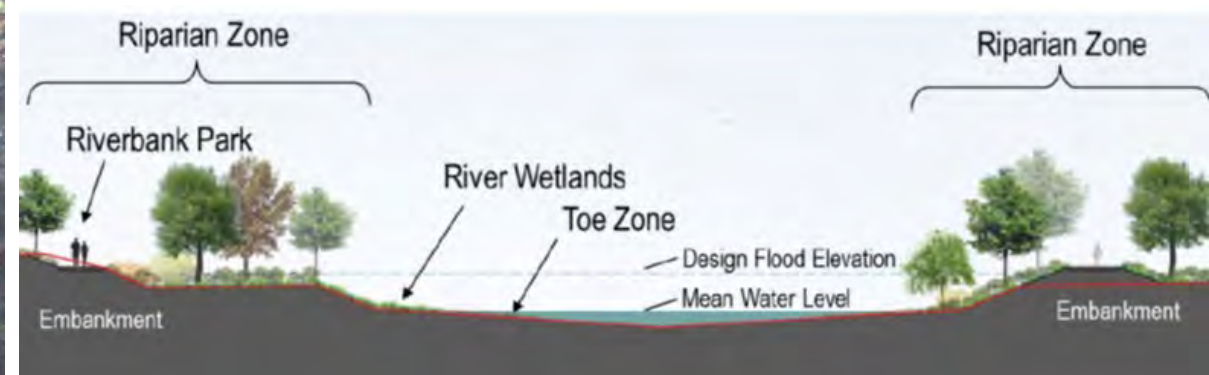 Riparian Zone
Riparian Zone
Riverbank Park
River Wetlands
Toe Zone
Design Flood Elevation
Mean Water Level
Embankment
Embankment